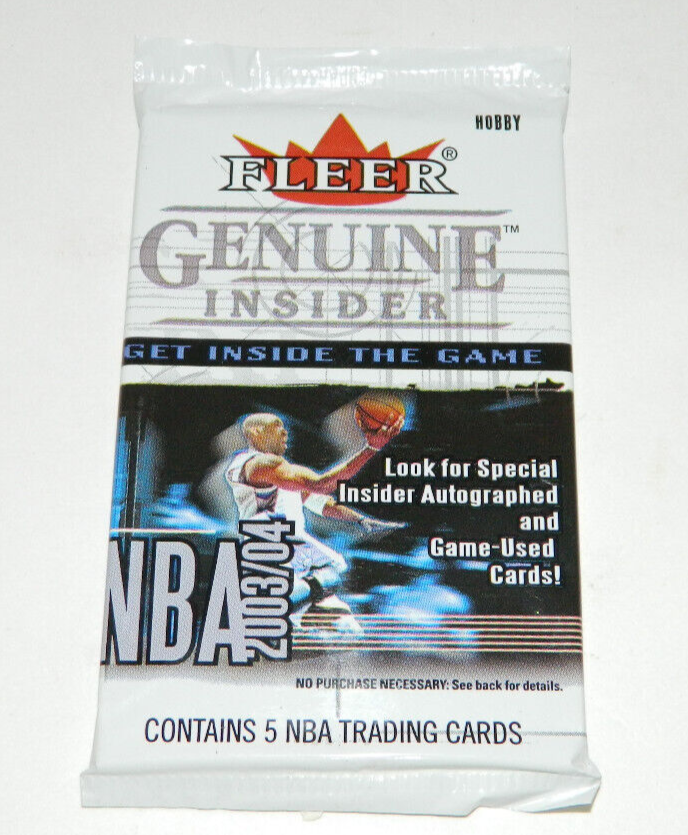 HOBBY
FLEER®
GENUINE™
INSIDER
GET INSIDE THE GAME
Look for Special
Insider Autographed
and
Game-Used
Cards!
NBA
2003/04
NO PURCHASE NECESSARY: See back for details.
CONTAINS 5 NBA TRADING CARDS